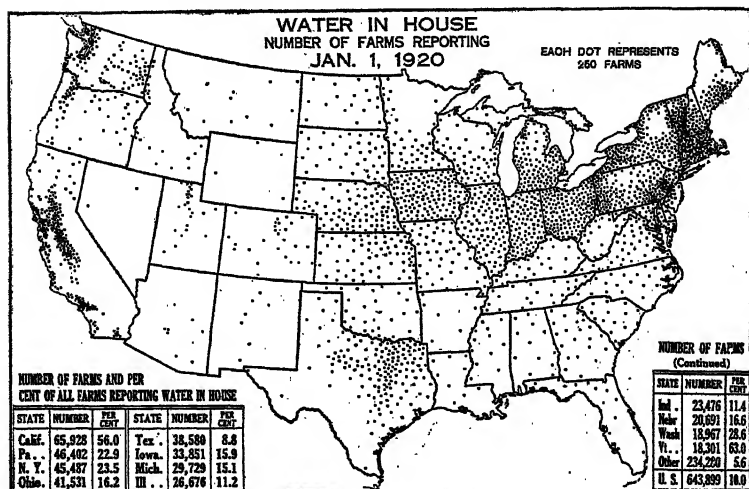 WATER IN HOUSE
NUMBER OF FARMS REPORTING
JAN. 1, 1920
EACH DOT REPRESENTS
250 FARMS
NUMBER OF FARMS AND PER
CENT OF ALL FARMS REPORTING WATER IN HOUSE
STATE NUMBER PER CENT STATE NUMBER PER CENT
Calif. 65,928 56.0 Tex. 38,580 8.8
Pa.. 46,402 22.9 Iowa. 33,851 15.9
N. Y. 45,487 23.5 Mich. 29,729 15.1
Ohio. 41,531 16.2 Ill .. 26,676 11.2
NUMBER OF FARMS
(Continued)
STATE NUMBER PER CENT
Ind . 23,476 11.4
Nebr 20,691 16.6
Wash 18,967 28.6
Vt.. 18,301 63.0
Other 234,280 5.6
U. S. 643,899 10.0